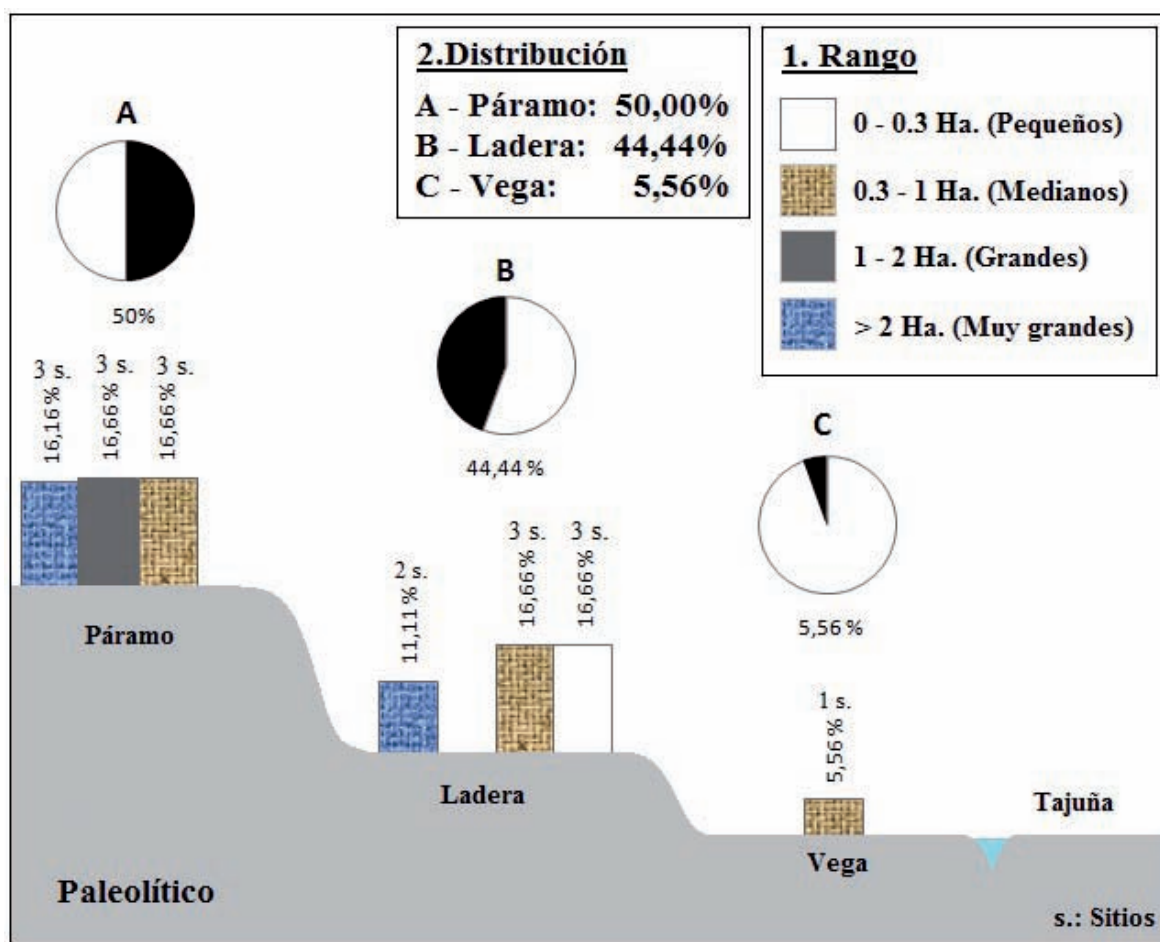 2.Distribución
A - Páramo: 50,00%
B - Ladera: 44,44%
C - Vega: 5,56%
1. Rango
0 - 0.3 Ha. (Pequeños)
0.3 - 1 Ha. (Medianos)
1 - 2 Ha. (Grandes)
> 2 Ha. (Muy grandes)
A
50%
3 s.
16,16 %
3 s.
16,66 %
3 s.
16,66 %
Páramo
B
44,44 %
2 s.
11,11 %
3 s.
16,66 %
3 s.
16,66 %
Ladera
C
5,56 %
1 s.
5,56 %
Vega
Tajuña
Paleolítico
s.: Sitios